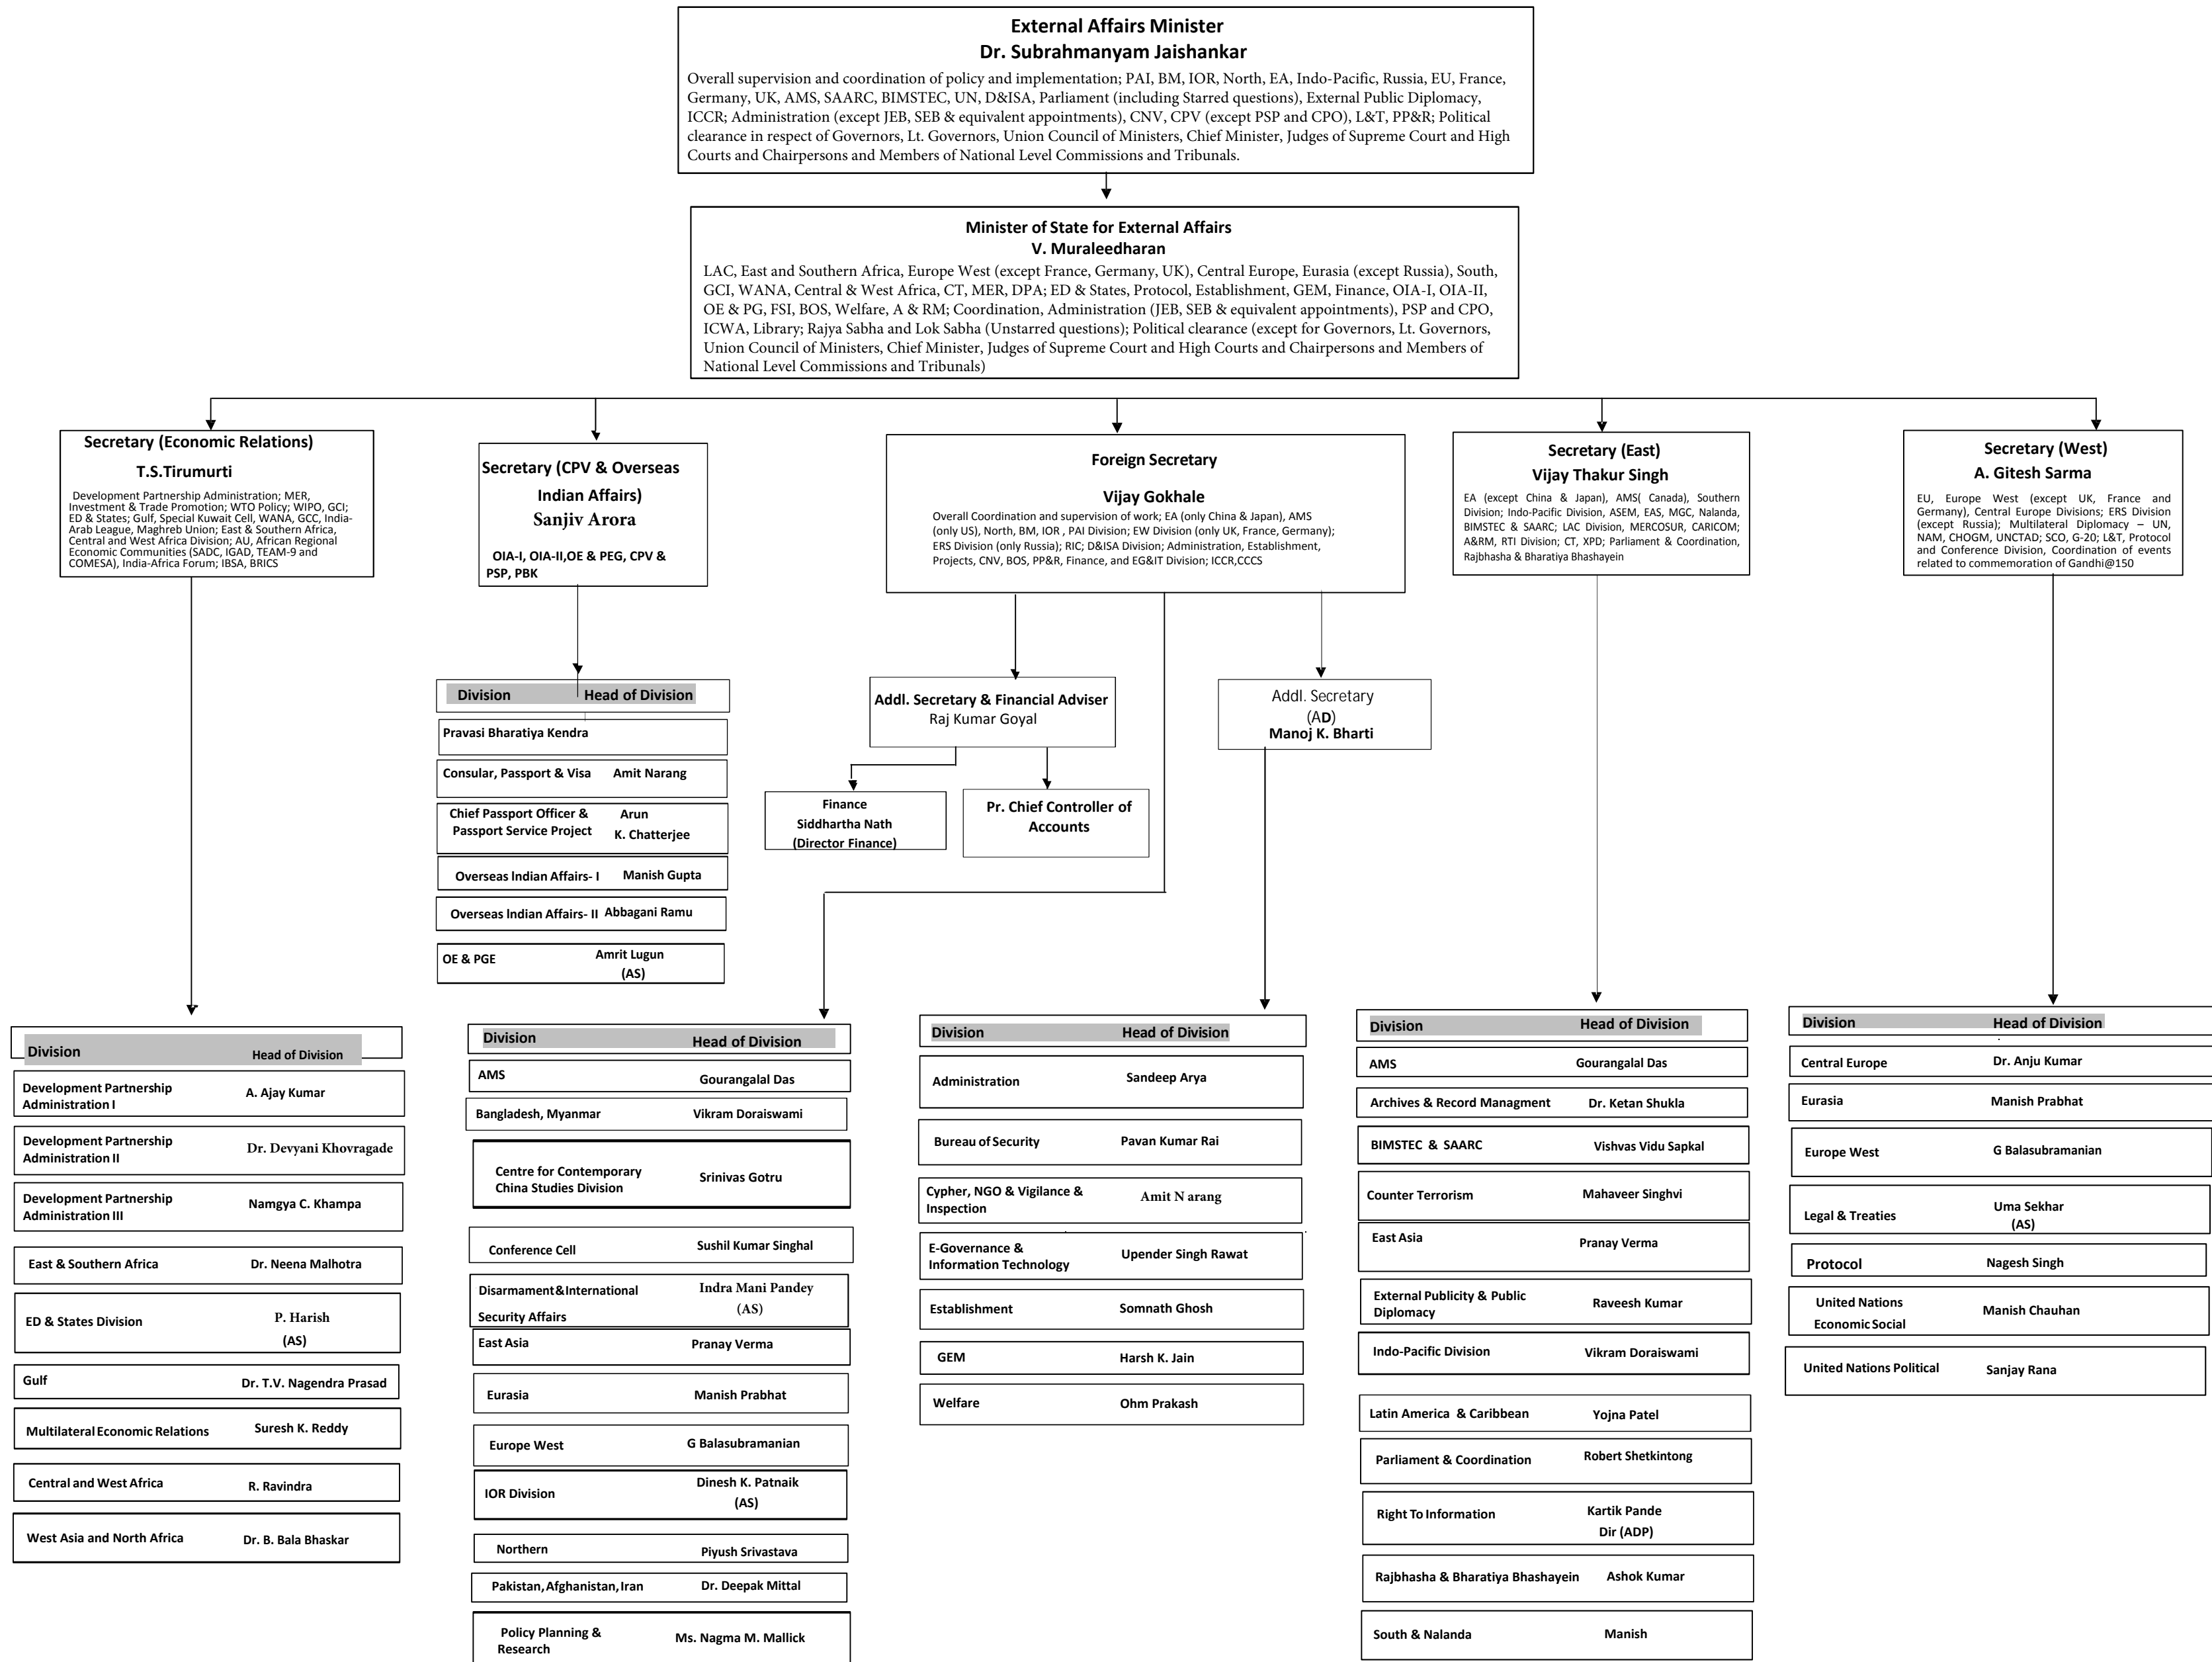 External Affairs Minister
Dr. Subrahmanyam Jaishankar
Overall supervision and coordination of policy and implementation; PAI, BM, IOR, North, EA, Indo-Pacific, Russia, EU, France,
Germany, UK, AMS, SAARC, BIMSTEC, UN, D&ISA, Parliament (including Starred questions), External Public Diplomacy,
ICCR; Administration (except JEB, SEB & equivalent appointments), CNV, CPV (except PSP and CPO), L&T, PP&R; Political
clearance in respect of Governors, Lt. Governors, Union Council of Ministers, Chief Minister, Judges of Supreme Court and High
Courts and Chairpersons and Members of National Level Commissions and Tribunals.
Minister of State for External Affairs
V. Muraleedharan
LAC, East and Southern Africa, Europe West (except France, Germany, UK), Central Europe, Eurasia (except Russia), South,
GCI, WANA, Central & West Africa, CT, MER, DPA; ED & States, Protocol, Establishment, GEM, Finance, OIA-I, OIA-II,
OE & PG, FSI, BOS, Welfare, A & RM; Coordination, Administration (JEB, SEB & equivalent appointments), PSP and CPO,
ICWA, Library; Rajya Sabha and Lok Sabha (Unstarred questions); Political clearance (except for Governors, Lt. Governors,
Union Council of Ministers, Chief Minister, Judges of Supreme Court and High Courts and Chairpersons and Members of
National Level Commissions and Tribunals)
Secretary (Economic Relations)
T.S.Tirumurti
Development Partnership Administration; MER,
Investment & Trade Promotion; WTO Policy; WIPO, GCI;
ED & States; Gulf, Special Kuwait Cell, WANA, GCC, India-
Arab League, Maghreb Union; East & Southern Africa,
Central and West Africa Division; AU, African Regional
Economic Communities (SADC, IGAD, TEAM-9 and
COMESA), India-Africa Forum; IBSA, BRICS
Secretary (CPV & Overseas
Indian Affairs)
Sanjiv Arora
OIA-I, OIA-II,OE & PEG, CPV &
PSP, PBK
Foreign Secretary
Vijay Gokhale
Overall Coordination and supervision of work; EA (only China & Japan), AMS
(only US), North, BM, IOR , PAI Division; EW Division (only UK, France, Germany);
ERS Division (only Russia); RIC; D&ISA Division; Administration, Establishment,
Projects, CNV, BOS, PP&R, Finance, and EG&IT Division; ICCR,CCCS
Secretary (East)
Vijay Thakur Singh
EA (except China & Japan), AMS( Canada), Southern
Division; Indo-Pacific Division, ASEM, EAS, MGC, Nalanda,
BIMSTEC & SAARC; LAC Division, MERCOSUR, CARICOM;
A&RM, RTI Division; CT, XPD; Parliament & Coordination,
Rajbhasha & Bharatiya Bhashayein
Secretary (West)
A. Gitesh Sarma
EU, Europe West (except UK, France and
Germany), Central Europe Divisions; ERS Division
(except Russia); Multilateral Diplomacy – UN,
NAM, CHOGM, UNCTAD; SCO, G-20; L&T, Protocol
and Conference Division, Coordination of events
related to commemoration of Gandhi@150
Division Head of Division
Pravasi Bharatiya Kendra
Consular, Passport & Visa Amit Narang
Chief Passport Officer & Arun
Passport Service Project K. Chatterjee
Overseas Indian Affairs- I Manish Gupta
Overseas Indian Affairs- II Abbagani Ramu
OE & PGE Amrit Lugun
(AS)
Addl. Secretary & Financial Adviser
Raj Kumar Goyal
Addl. Secretary
(AD)
Manoj K. Bharti
Finance
Siddhartha Nath
(Director Finance)
Pr. Chief Controller of
Accounts
Division Head of Division
Development Partnership
Administration I A. Ajay Kumar
Development Partnership
Administration II Dr. Devyani Khovragade
Development Partnership
Administration III Namgya C. Khampa
East & Southern Africa Dr. Neena Malhotra
ED & States Division P. Harish
(AS)
Gulf Dr. T.V. Nagendra Prasad
Multilateral Economic Relations Suresh K. Reddy
Central and West Africa R. Ravindra
West Asia and North Africa Dr. B. Bala Bhaskar
Division Head of Division
AMS Gourangalal Das
Bangladesh, Myanmar Vikram Doraiswami
Centre for Contemporary
China Studies Division Srinivas Gotru
Conference Cell Sushil Kumar Singhal
Disarmament&International Indra Mani Pandey
Security Affairs (AS)
East Asia Pranay Verma
Eurasia Manish Prabhat
Europe West G Balasubramanian
IOR Division Dinesh K. Patnaik
(AS)
Northern Piyush Srivastava
Pakistan,Afghanistan,Iran Dr. Deepak Mittal
Policy Planning &
Research Ms. Nagma M. Mallick
Division Head of Division
Administration Sandeep Arya
Bureau of Security Pavan Kumar Rai
Cypher, NGO & Vigilance &
Inspection Amit N arang
E-Governance &
Information Technology Upender Singh Rawat
Establishment Somnath Ghosh
GEM Harsh K. Jain
Welfare Ohm Prakash
Division Head of Division
AMS Gourangalal Das
Archives & Record Managment Dr. Ketan Shukla
BIMSTEC & SAARC Vishvas Vidu Sapkal
Counter Terrorism Mahaveer Singhvi
East Asia Pranay Verma
External Publicity & Public
Diplomacy Raveesh Kumar
Indo-Pacific Division Vikram Doraiswami
Latin America & Caribbean Yojna Patel
Parliament & Coordination Robert Shetkintong
Right To Information Kartik Pande
Dir (ADP)
Rajbhasha & Bharatiya Bhashayein Ashok Kumar
South & Nalanda Manish
Division Head of Division
Central Europe Dr. Anju Kumar
Eurasia Manish Prabhat
Europe West G Balasubramanian
Legal & Treaties Uma Sekhar
(AS)
Protocol Nagesh Singh
United Nations
Economic Social Manish Chauhan
United Nations Political Sanjay Rana